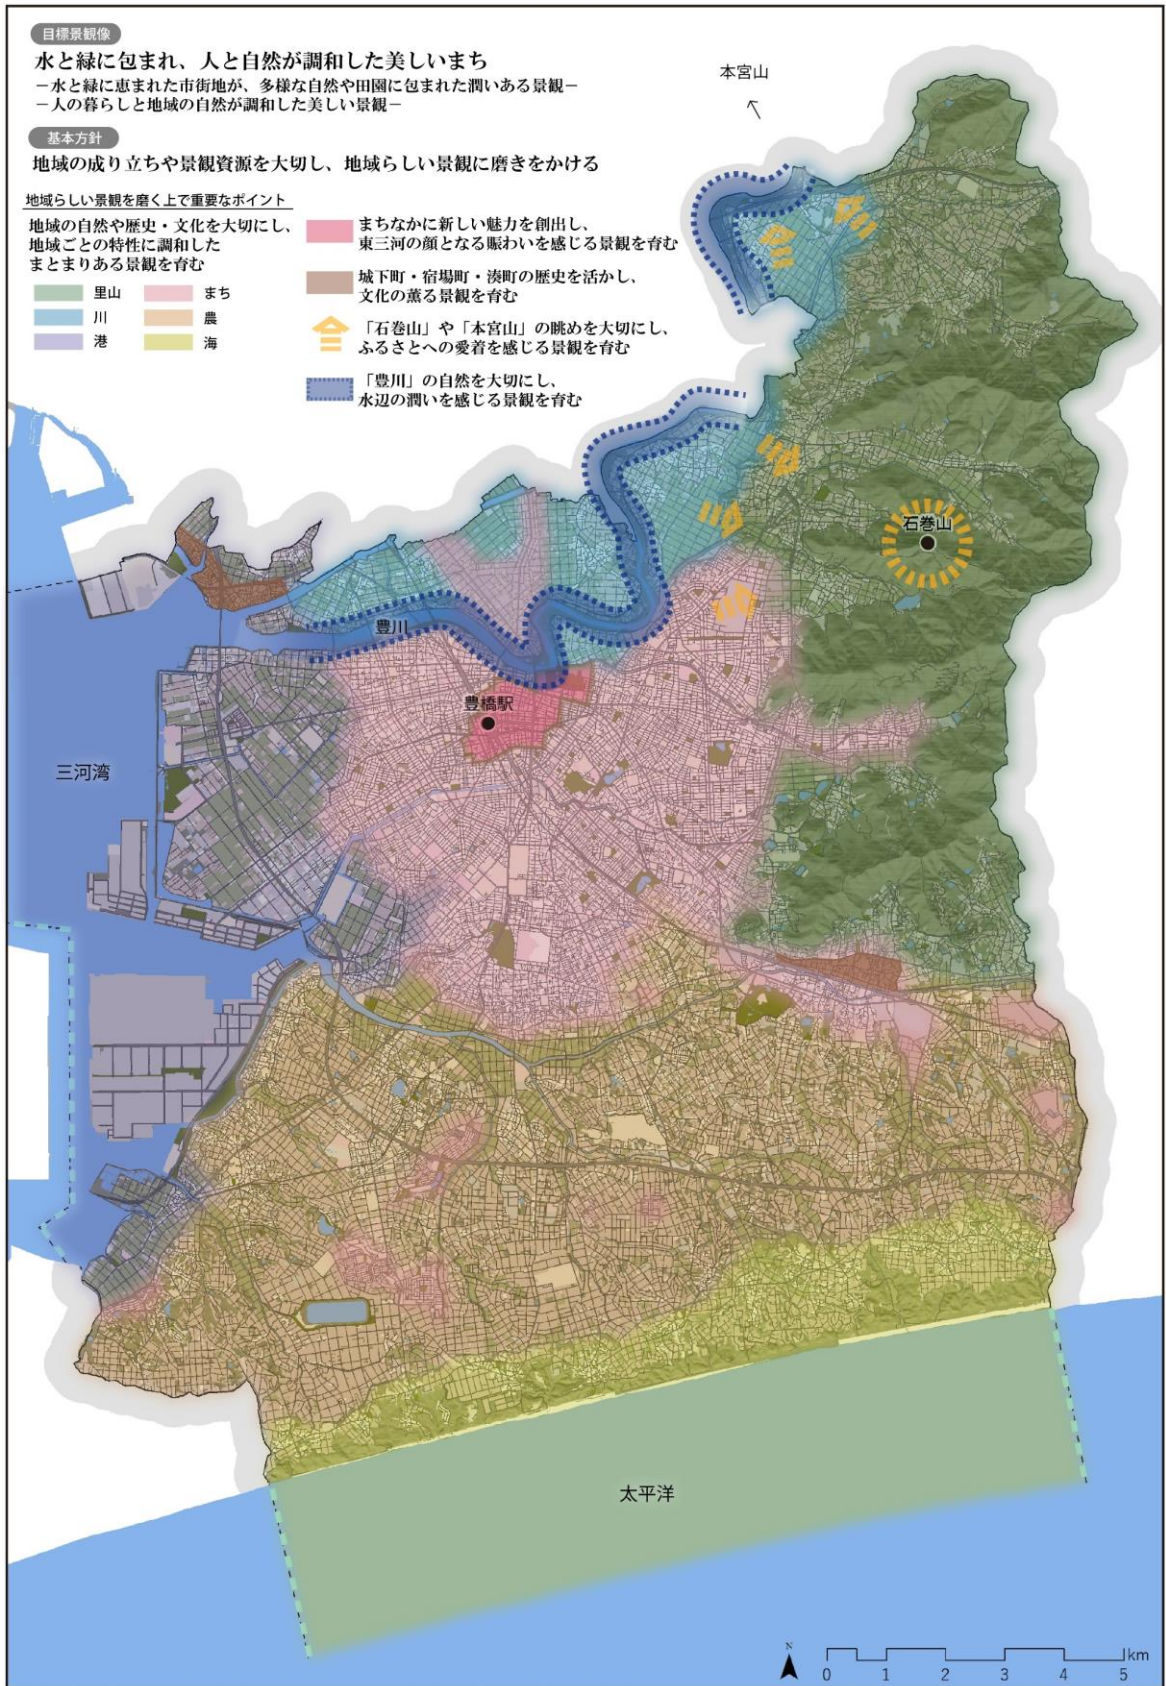 目標景観像
水と緑に包まれ、人と自然が調和した美しいまち
－水と緑に恵まれた市街地が、多様な自然や田園に包まれた潤いある景観－
－人の暮らしと地域の自然が調和した美しい景観－
基本方針
地域の成り立ちや景観資源を大切し、地域らしい景観に磨きをかける
地域らしい景観を磨く上で重要なポイント
地域の自然や歴史・文化を大切にし、
地域ごとの特性に調和した
まとまりある景観を育む
里山
まち
川
農
港
海
まちなかに新しい魅力を創出し、
東三河の顔となる賑わいを感じる景観を育む
城下町・宿場町・湊町の歴史を活かし、
文化の薫る景観を育む
「石巻山」や「本宮山」の眺めを大切にし、
ふるさとへの愛着を感じる景観を育む
「豊川」の自然を大切にし、
水辺の潤いを感じる景観を育む
本宮山
石巻山
豊川
豊橋駅
三河湾
太平洋
N
km
0 1 2 3 4 5